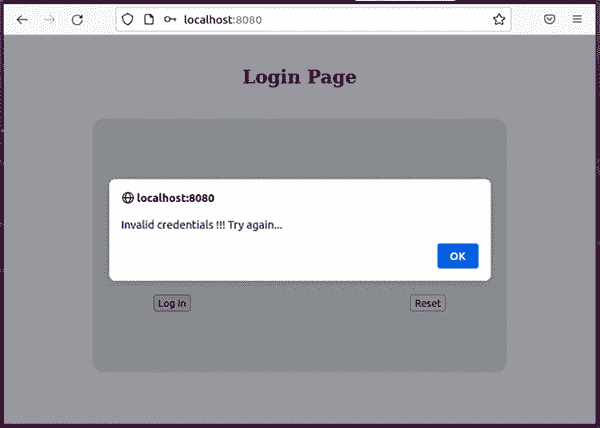 localhost:8080
Login Page
localhost:8080
Invalid credentials !!! Try again...
OK
Log in Reset